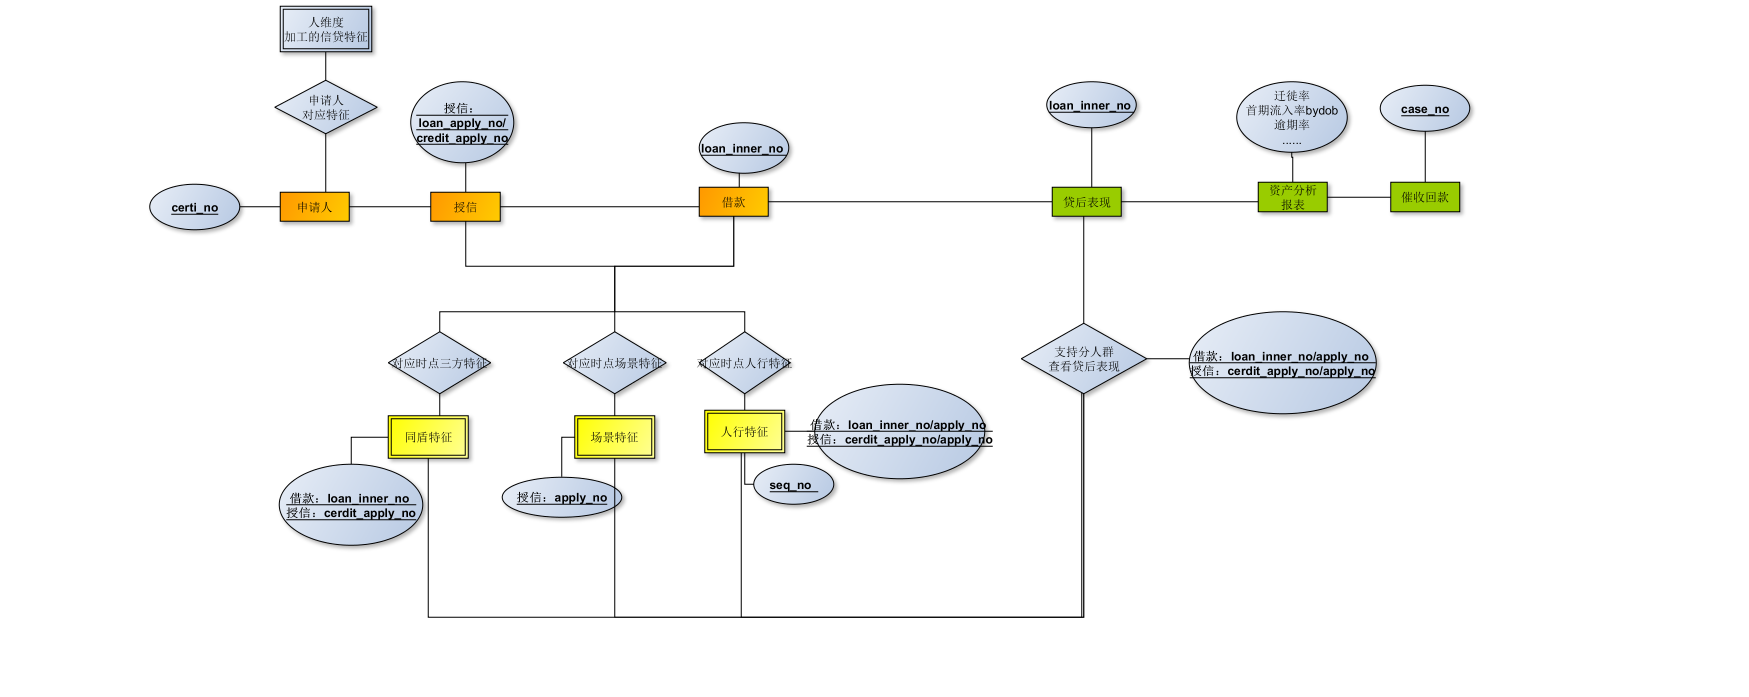 人维度
加工的信贷特征
申请人
对应特征
授信：
loan_apply_no/
credit_apply_no
loan_inner_no
loan_inner_no
迁徙率
首期流入率bydob
逾期率
......
case_no
certi_no
申请人
授信
借款
贷后表现
资产分析
报表
催收回款
对应时点三方特征
对应时点场景特征
对应时点人行特征
支持分人群
查看贷后表现
借款：loan_inner_no/apply_no
授信：cerdit_apply_no/apply_no
同盾特征
场景特征
人行特征
借款：loan_inner_no/apply_no
授信：cerdit_apply_no/apply_no
借款：loan_inner_no
授信：cerdit_apply_no
授信：apply_no
seq_no